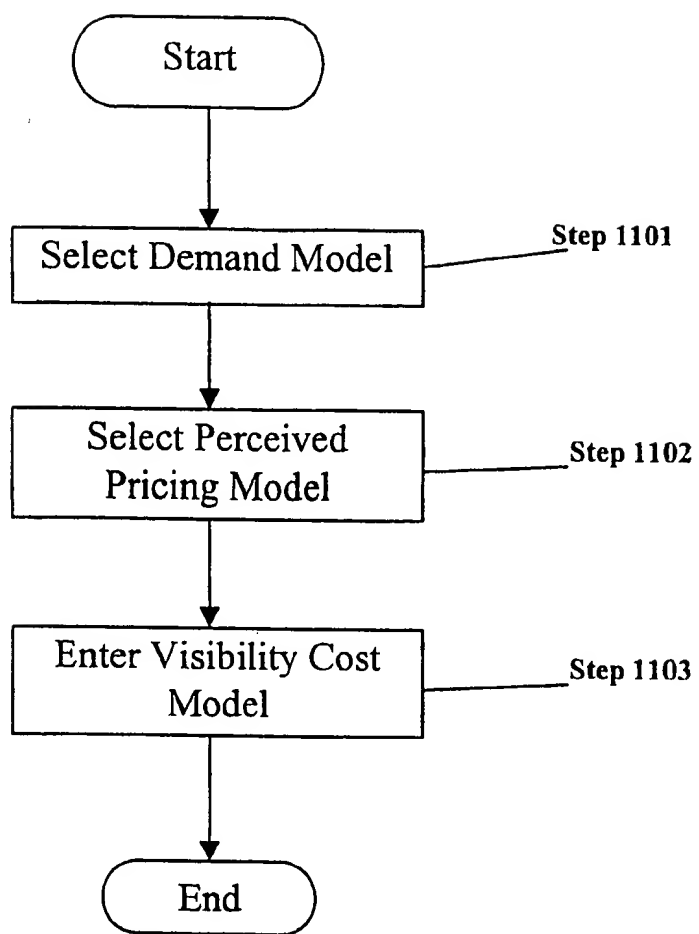 Start
Select Demand Model
Step 1101
Select Perceived
Pricing Model
Step 1102
Enter Visibility Cost
Model
Step 1103
End